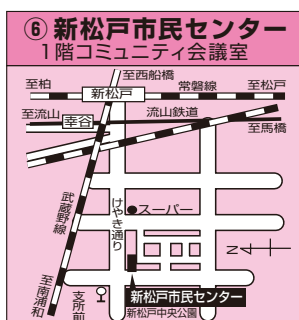 ⑥新松戸市民センター
1階コミュニティ会議室
至西船橋
至柏
新松戸
常磐線
至松戸
至流山
幸谷
流山鉄道
至馬橋
武蔵野線
けやき通り
スーパー
N
至南浦和
支所前
新松戸市民センター
新松戸中央公園